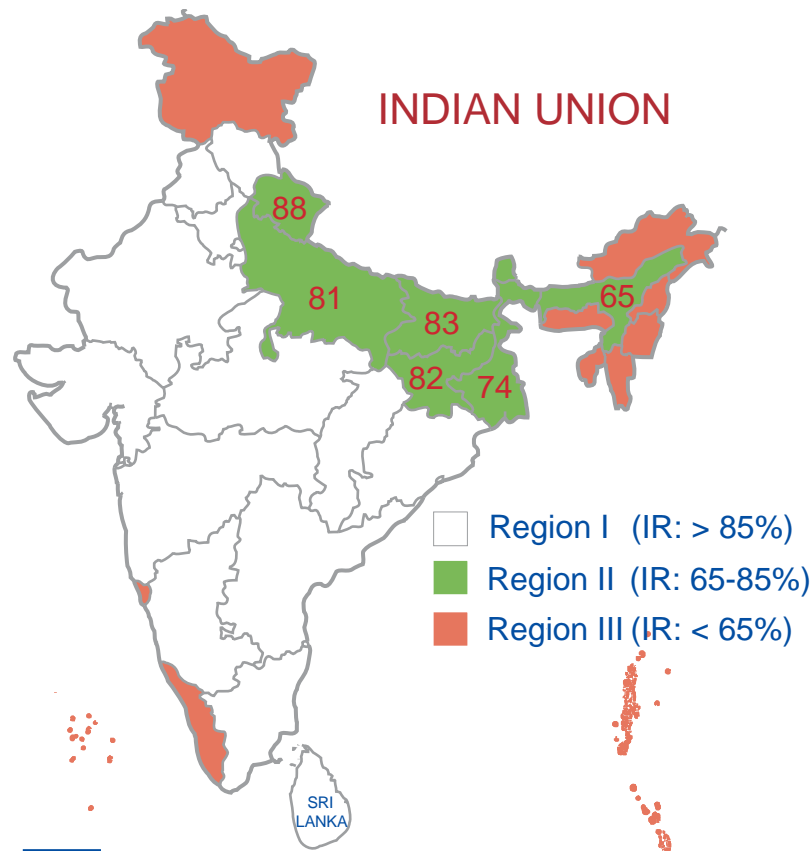 INDIAN UNION
88
81
65
83
82
74
Region I (IR: > 85%)
Region II (IR: 65-85%)
Region III (IR: < 65%)
SRI
LANKA